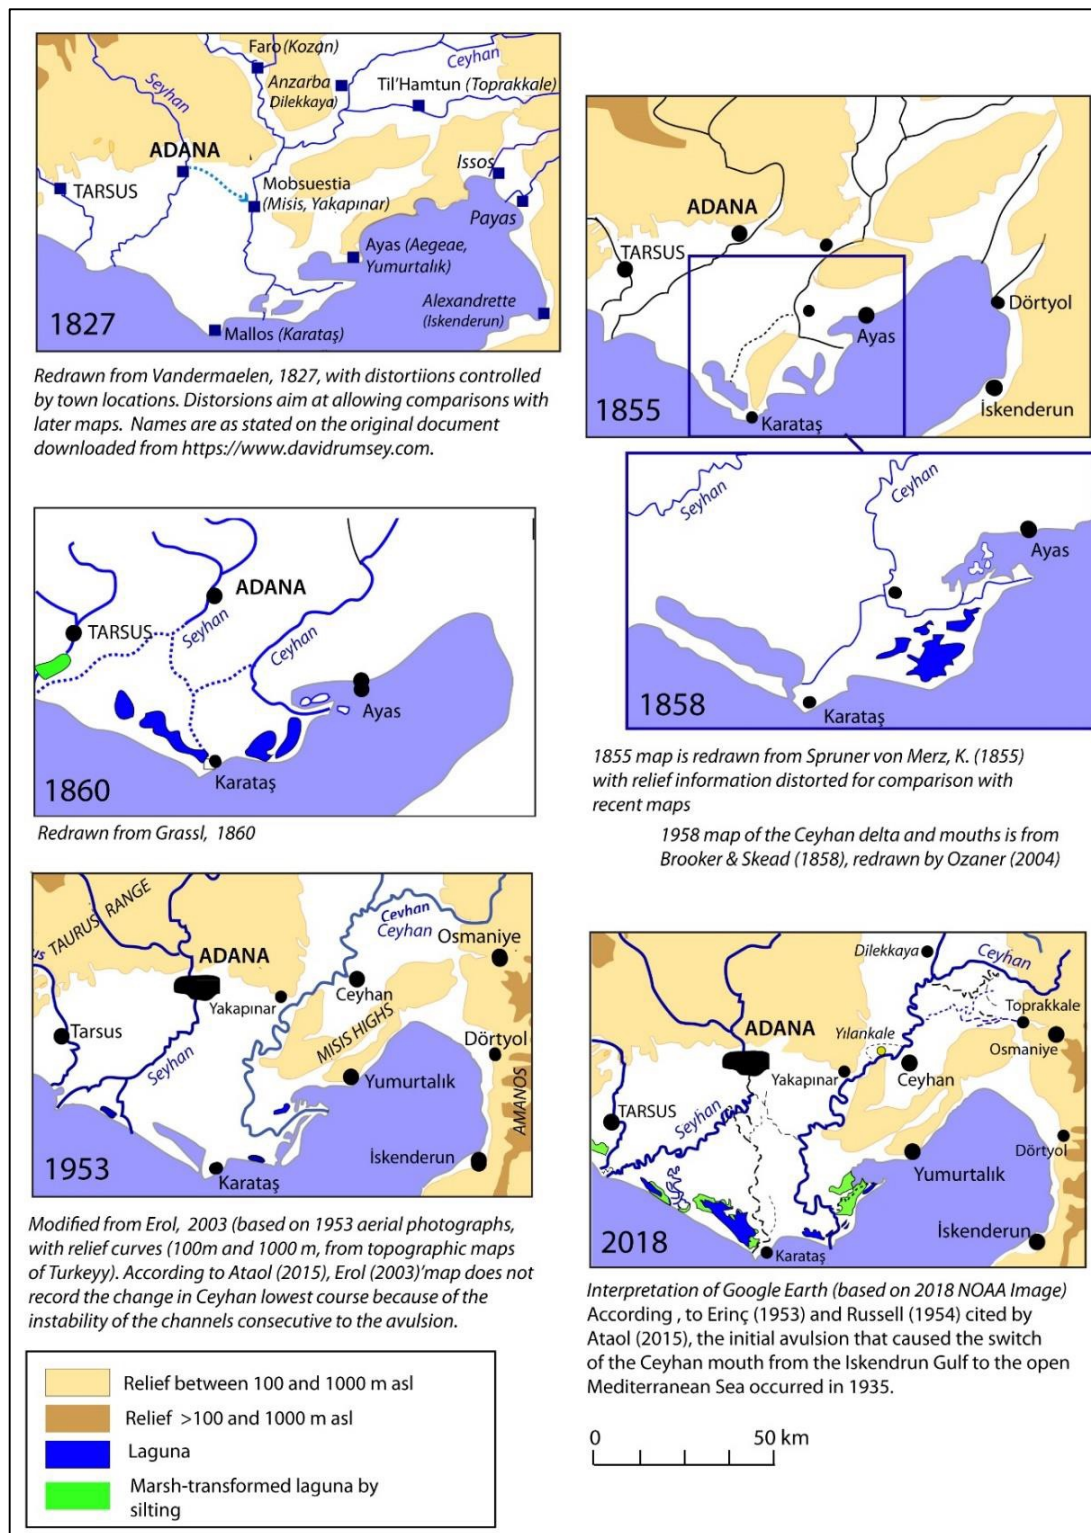 Faro (Kozan)
Ceyhan
Seyhan
Anzarba
Dilekkaya)
Til'Hamtun (Toprakkale)
ADANA
Issos
TARSUS
Mobsuestia
(Misis, Yakapınar)
Payas
Ayas (Aegeae,
Yumurtalık)
Alexandrette
(Iskenderun)
1827
Mallos (Karataş)
Redrawn from Vandermaelen, 1827, with distortiions controlled
by town locations. Distorsions aim at allowing comparisons with
later maps. Names are as stated on the original document
downloaded from https://www.davidrumsey.com.
ADANA
TARSUS
Dörtyol
Ayas
1855
Karataş
İskenderun
Seyhan
Ceyhan
Ayas
1858
Karataş
1855 map is redrawn from Spruner von Merz, K. (1855)
with relief information distorted for comparison with
recent maps
1958 map of the Ceyhan delta and mouths is from
Brooker & Skead (1858), redrawn by Ozaner (2004)
ADANA
TARSUS
Seyhan
Ceyhan
Ayas
1860
Karataş
Redrawn from Grassl, 1860
us TAURUS RANGE
Cevhan
Ceyhan
Osmaniye
ADANA
Yakapınar
Ceyhan
Tarsus
MISIS HIGHS
Dörtyol
Seyhan
Yumurtalık
AMANOS
1953
Karataş
İskenderun
Modified from Erol, 2003 (based on 1953 aerial photographs,
with relief curves (100m and 1000 m, from topographic maps
of Turkeyy). According to Ataol (2015), Erol (2003)'map does not
record the change in Ceyhan lowest course because of the
instability of the channels consecutive to the avulsion.
Dilekkaya
Ceyhan
Toprakkale
ADANA
Yılankale
Osmaniye
Yakapınar
Ceyhan
TARSUS
Seyhan
Dörtyol
Yumurtalık
2018
Karataş
İskenderun
Interpretation of Google Earth (based on 2018 NOAA Image)
According , to Erinç (1953) and Russell (1954) cited by
Ataol (2015), the initial avulsion that caused the switch
of the Ceyhan mouth from the Iskendrun Gulf to the open
Mediterranean Sea occurred in 1935.
Relief between 100 and 1000 m asl
Relief >100 and 1000 m asl
Laguna
Marsh-transformed laguna by
silting
0 50 km